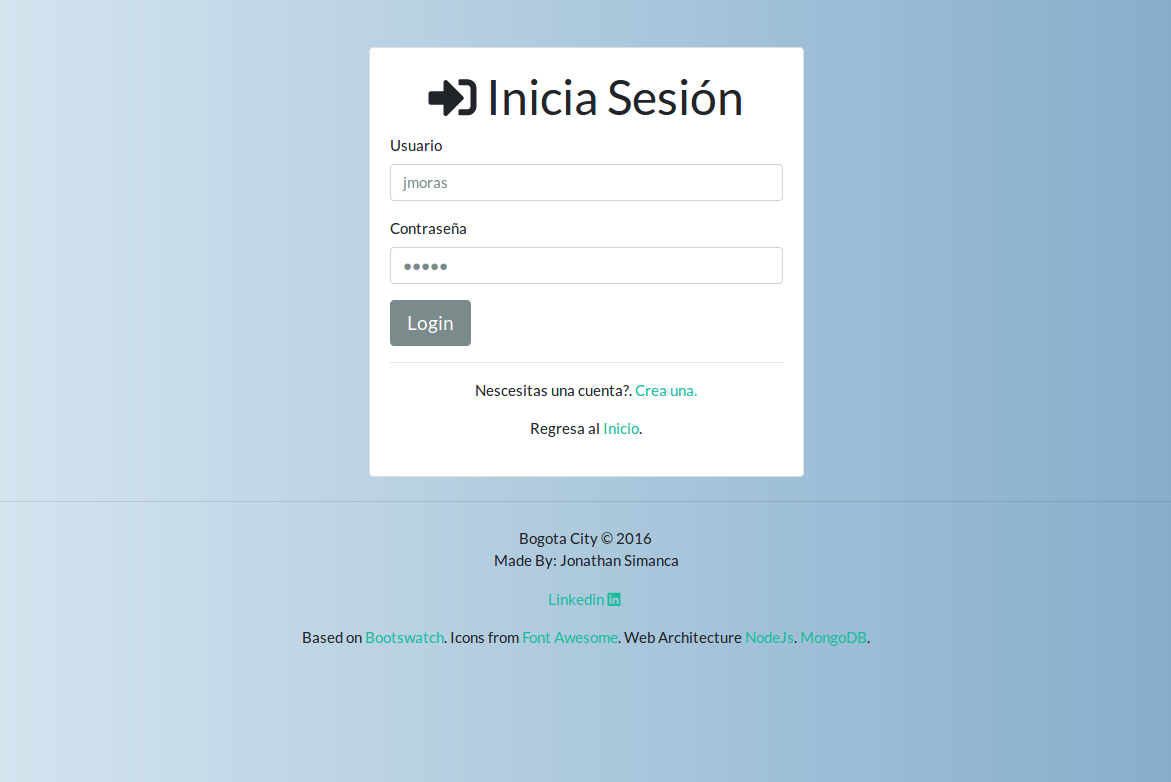 Inicia Sesión
Usuario
jmoras
Contraseña
●●●●●
Login
Nescesitas una cuenta?. Crea una.
Regresa al Inicio.
Bogota City © 2016
Made By: Jonathan Simanca
Linkedin
Based on Bootswatch. Icons from Font Awesome. Web Architecture NodeJs. MongoDB.